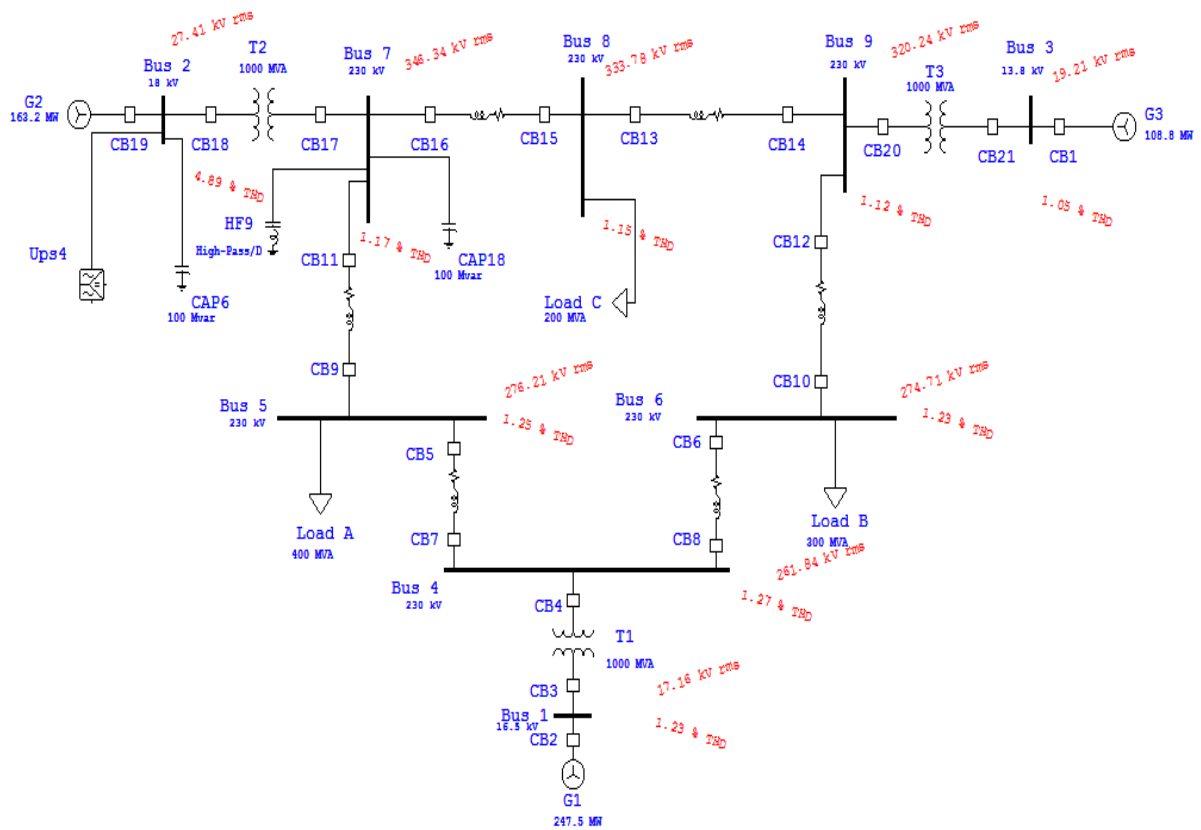 27.41 kV rms
T2
1000 MVA
Bus 2
18 kV
G2
163.2 MW
CB19
CB18
CB17
Bus 7
230 kV
346.34 kV rms
CB16
CB15
Bus 8
230 kV
333.78 kV rms
CB13
CB14
Bus 9
230 kV
320.24 kV rms
T3
1000 MVA
Bus 3
13.8 kV
19.21 kV rms
CB20
CB21
CB1
G3
108.8 MW
4.89 % THD
HF9
High-Pass/D
1.17 % THD
CB11
CAP18
100 Mvar
Ups4
CAP6
100 Mvar
1.15 % THD
Load C
200 MVA
1.12 % THD
1.05 % THD
CB12
CB9
CB10
Bus 5
230 kV
276.21 kV rms
1.25 % THD
Bus 6
230 kV
274.71 kV rms
1.23 % THD
CB5
CB6
Load A
400 MVA
CB7
CB8
Load B
300 MVA
261.84 kV rms
Bus 4
230 kV
1.27 % THD
CB4
T1
1000 MVA
CB3
17.16 kV rms
Bus 1
16.5 kV
1.23 % THD
CB2
G1
247.5 MW